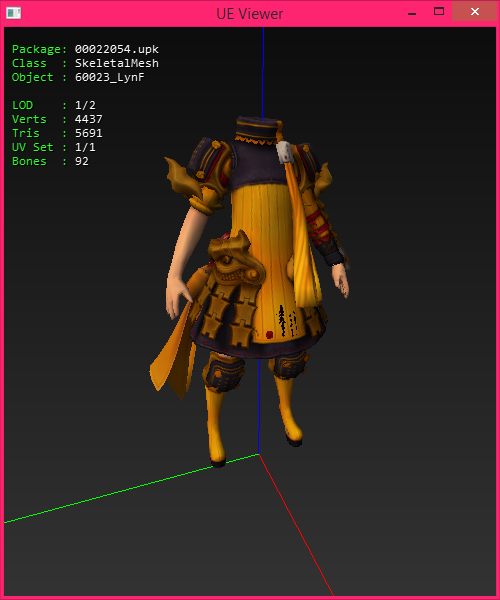 UE Viewer
Package: 00022054.upk
Class : SkeletalMesh
Object : 60023_LynF
LOD : 1/2
Verts : 4437
Tris : 5691
UV Set : 1/1
Bones : 92